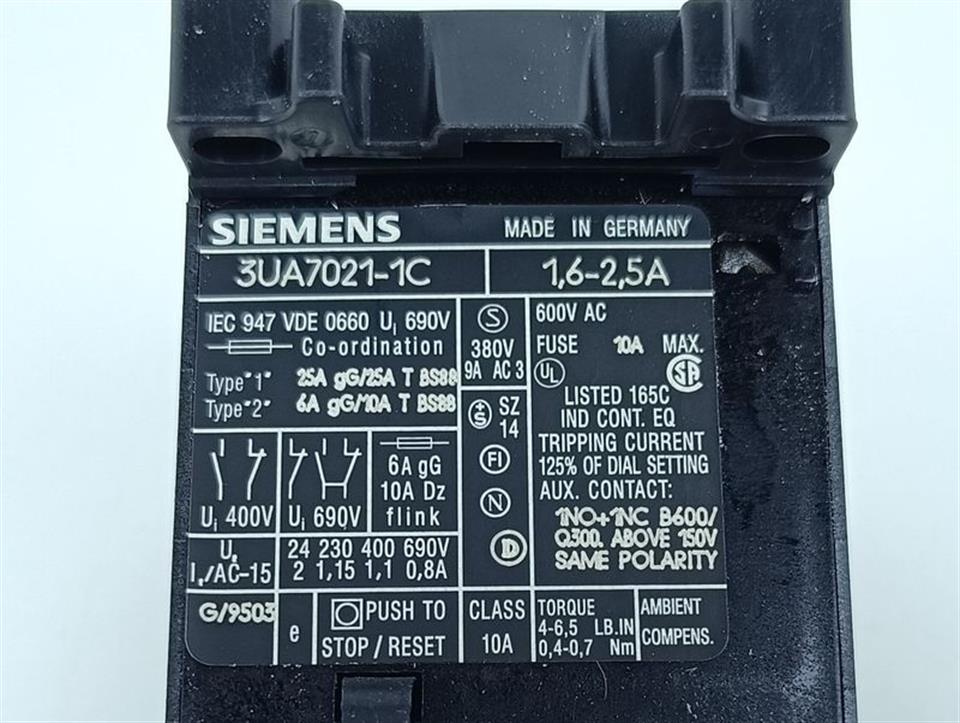 SIEMENS MADE IN GERMANY
3UA7021-1C 1,6-2,5A
IEC 947 VDE 0660 Ui 690V
Co-ordination
Type "1" 25A gG/25A T BS88
Type "2" 6A gG/10A T BS88
Ui 400V
Ui 690V
6A gG
10A Dz
flink
Ue 24 230 400 690V
Ie/AC-15 2 1,15 1,1 0,8A
S
380V
9A AC 3
S SZ
14
FI
N
D
600V AC
FUSE 10A MAX.
UL SA
LISTED 165C
IND CONT. EQ
TRIPPING CURRENT
125% OF DIAL SETTING
AUX. CONTACT:
1NO+1NC B600/
Q300. ABOVE 150V
SAME POLARITY
G/9503
e
PUSH TO
STOP / RESET
CLASS
10A
TORQUE
4-6,5 LB.IN
0,4-0,7 Nm
AMBIENT
COMPENS.